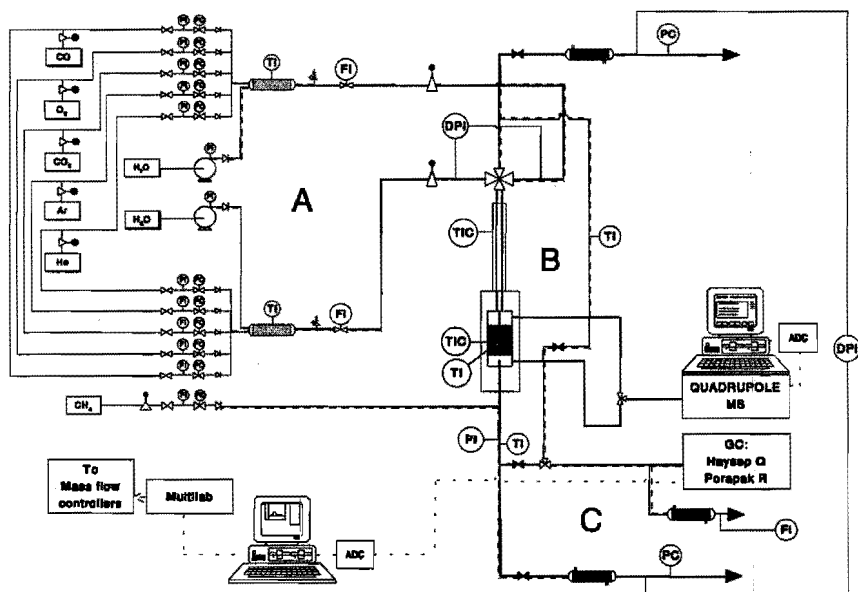 PC
TI
FI
CO
O₂
DPI
CO₂
H₂O
A
Ar
H₂O
TIC
TI
B
He
TI
FI
TIC
ADC
DPI
TI
QUADRUPOLE
MS
CH₄
PI
TI
GC:
Haysep Q
Porapak R
To
Mass flow
controllers
Multilab
C
FI
ADC
PC